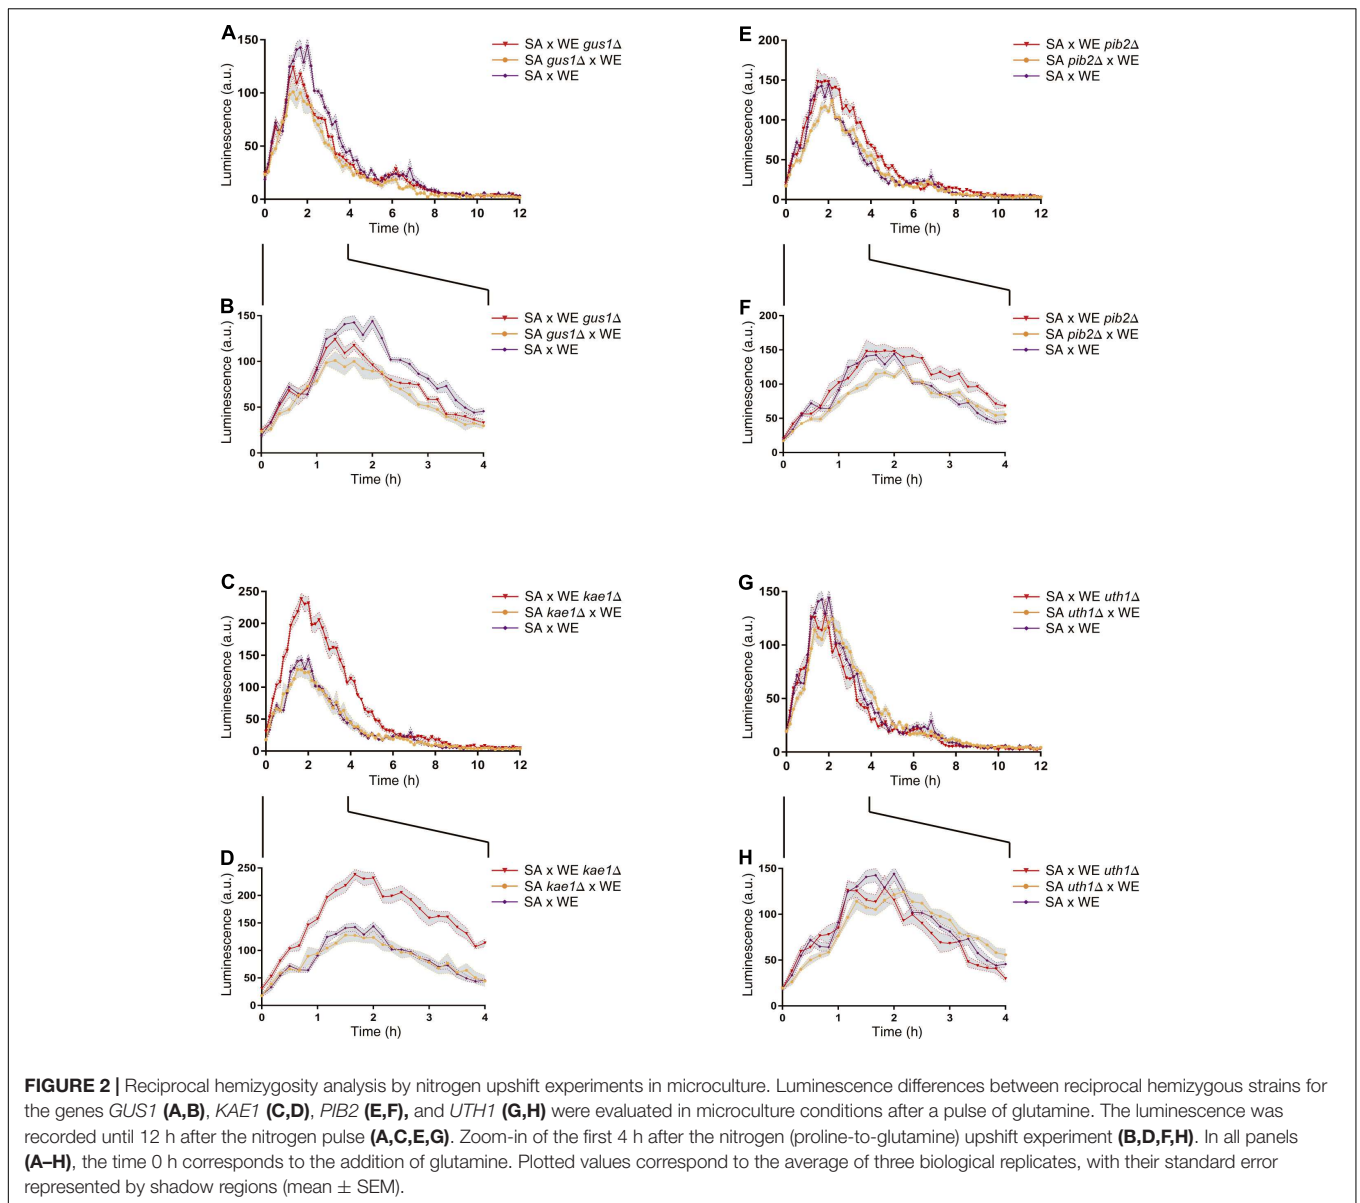 A
150
100
50
0
Luminescence (a.u.)
0 2 4 6 8 10 12
Time (h)
SA x WE gus1Δ
SA gus1Δ x WE
SA x WE
B
150
100
50
0
Luminescence (a.u.)
0 1 2 3 4
Time (h)
SA x WE gus1Δ
SA gus1Δ x WE
SA x WE
E
200
150
100
50
0
Luminescence (a.u.)
0 2 4 6 8 10 12
Time (h)
SA x WE pib2Δ
SA pib2Δ x WE
SA x WE
F
200
150
100
50
0
Luminescence (a.u.)
0 1 2 3 4
Time (h)
SA x WE pib2Δ
SA pib2Δ x WE
SA x WE
C
250
200
150
100
50
0
Luminescence (a.u.)
0 2 4 6 8 10 12
Time (h)
SA x WE kae1Δ
SA kae1Δ x WE
SA x WE
D
250
200
150
100
50
0
Luminescence (a.u.)
0 1 2 3 4
Time (h)
SA x WE kae1Δ
SA kae1Δ x WE
SA x WE
G
150
100
50
0
Luminescence (a.u.)
0 2 4 6 8 10 12
Time (h)
SA x WE uth1Δ
SA uth1Δ x WE
SA x WE
H
150
100
50
0
Luminescence (a.u.)
0 1 2 3 4
Time (h)
SA x WE uth1Δ
SA uth1Δ x WE
SA x WE
FIGURE 2 | Reciprocal hemizygosity analysis by nitrogen upshift experiments in microculture. Luminescence differences between reciprocal hemizygous strains for
the genes GUS1 (A,B), KAE1 (C,D), PIB2 (E,F), and UTH1 (G,H) were evaluated in microculture conditions after a pulse of glutamine. The luminescence was
recorded until 12 h after the nitrogen pulse (A,C,E,G). Zoom-in of the first 4 h after the nitrogen (proline-to-glutamine) upshift experiment (B,D,F,H). In all panels
(A–H), the time 0 h corresponds to the addition of glutamine. Plotted values correspond to the average of three biological replicates, with their standard error
represented by shadow regions (mean ± SEM).